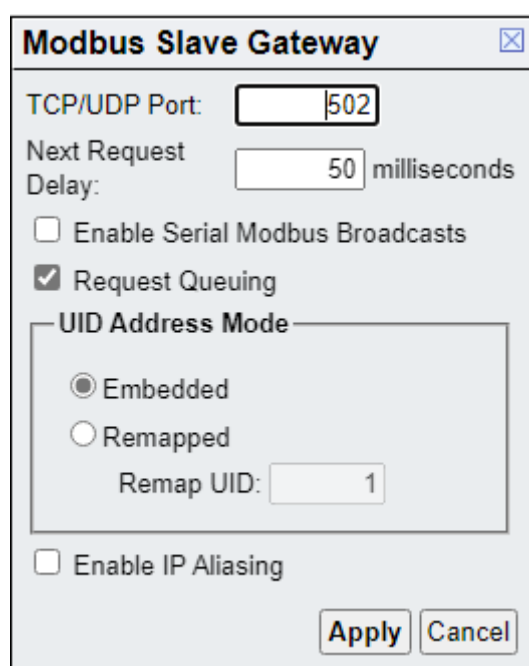 Modbus Slave Gateway
TCP/UDP Port: 502
Next Request
Delay: 50 milliseconds
Enable Serial Modbus Broadcasts
Request Queuing
UID Address Mode
Embedded
Remapped
Remap UID: 1
Enable IP Aliasing
Apply Cancel